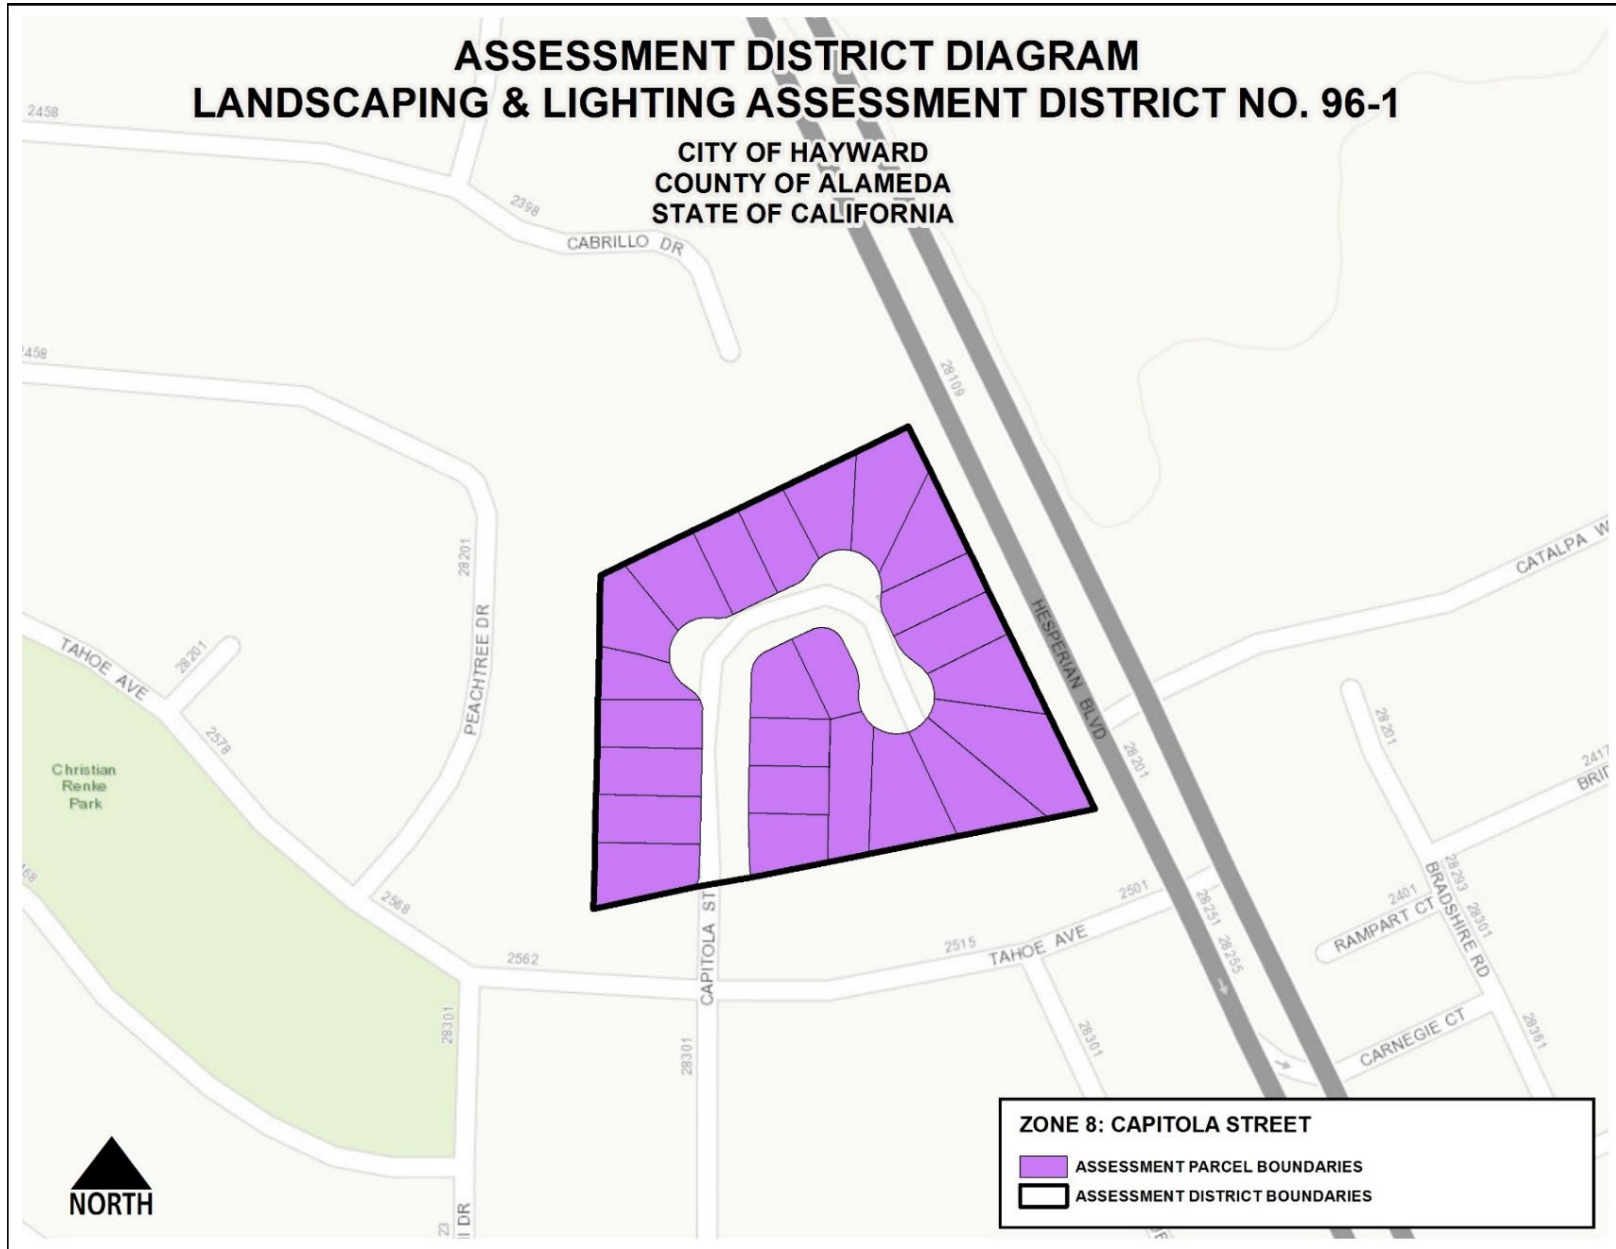 ASSESSMENT DISTRICT DIAGRAM
LANDSCAPING & LIGHTING ASSESSMENT DISTRICT NO. 96-1
CITY OF HAYWARD
COUNTY OF ALAMEDA
STATE OF CALIFORNIA
2458
2398
CABRILLO DR
2458
28109
28201
PEACHTREE DR
CATALPA W
HESPERIAN BLVD
TAHOE AVE
28201
2578
28201
28201
2417
BRID
Christian
Renke
Park
2568
2562
CAPITOLA ST
2515
TAHOE AVE
2501
28251
28255
2401
RAMPART CT
28293
28301
BRADSHIRE RD
28301
28301
28301
CARNEGIE CT
28361
NORTH
23
DR
ZONE 8: CAPITOLA STREET
ASSESSMENT PARCEL BOUNDARIES
ASSESSMENT DISTRICT BOUNDARIES